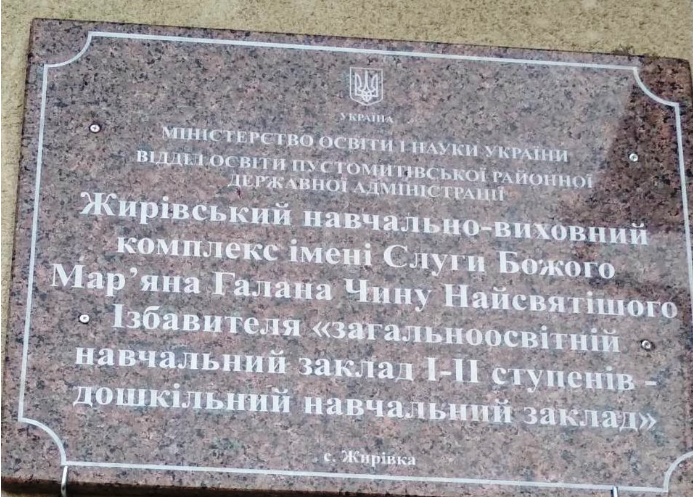 УКРАЇНА
МІНІСТЕРСТВО ОСВІТИ І НАУКИ УКРАЇНИ
ВІДДІЛ ОСВІТИ ПУСТОМИТІВСЬКОЇ РАЙОННОЇ
ДЕРЖАВНОЇ АДМІНІСТРАЦІЇ
Жирівський навчально-виховний
комплекс імені Слуги Божого
Мар’яна Галана Чину Найсвятішого
Ізбавителя «загальноосвітній
навчальний заклад І-ІІ ступенів -
дошкільний навчальний заклад»
с. Жирівка